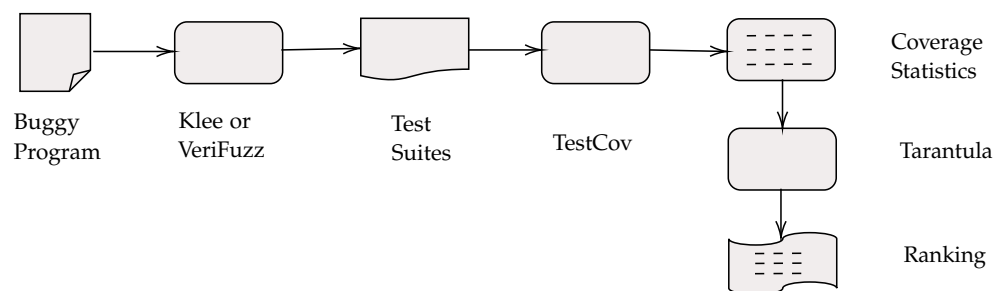 Buggy
Program
Klee or
VeriFuzz
Test
Suites
TestCov
Coverage
Statistics
Tarantula
Ranking